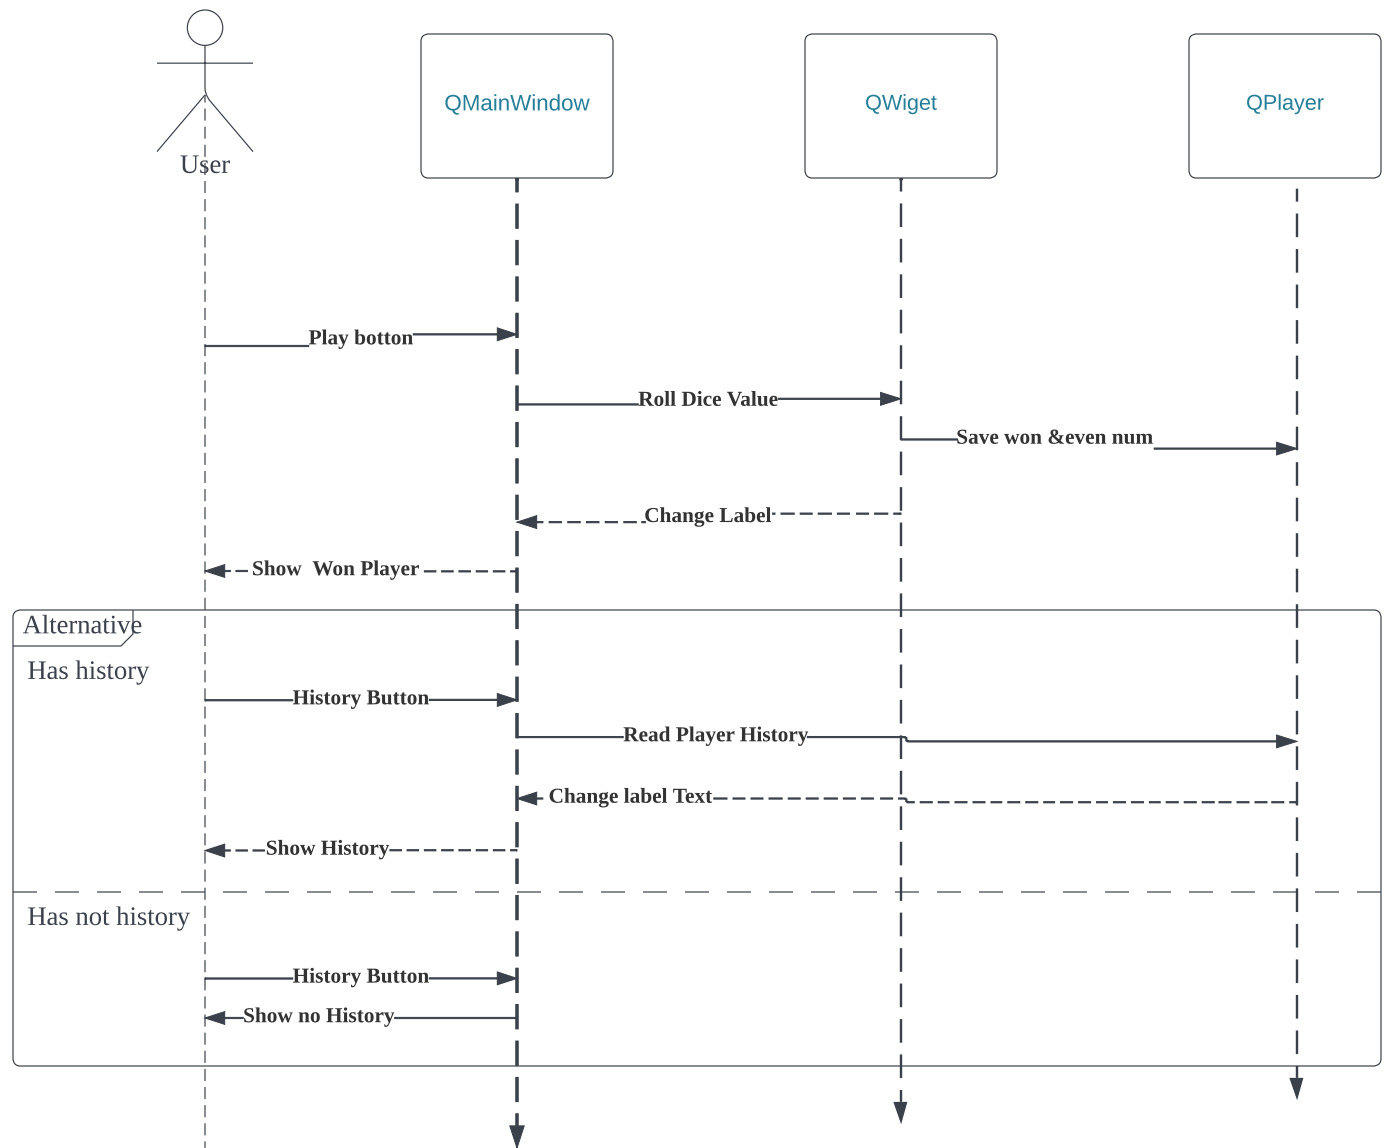 User
QMainWindow
QWiget
QPlayer
Play botton
Roll Dice Value
Save won &even num
Change Label
Show  Won Player
Alternative
Has history
History Button
Read Player History
Change label Text
Show History
Has not history
History Button
Show no History